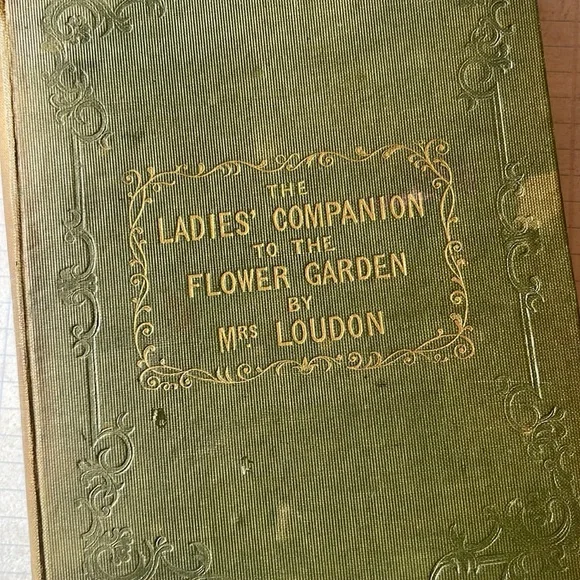 THE
LADIES' COMPANION
TO THE
FLOWER GARDEN
BY
MRS LOUDON